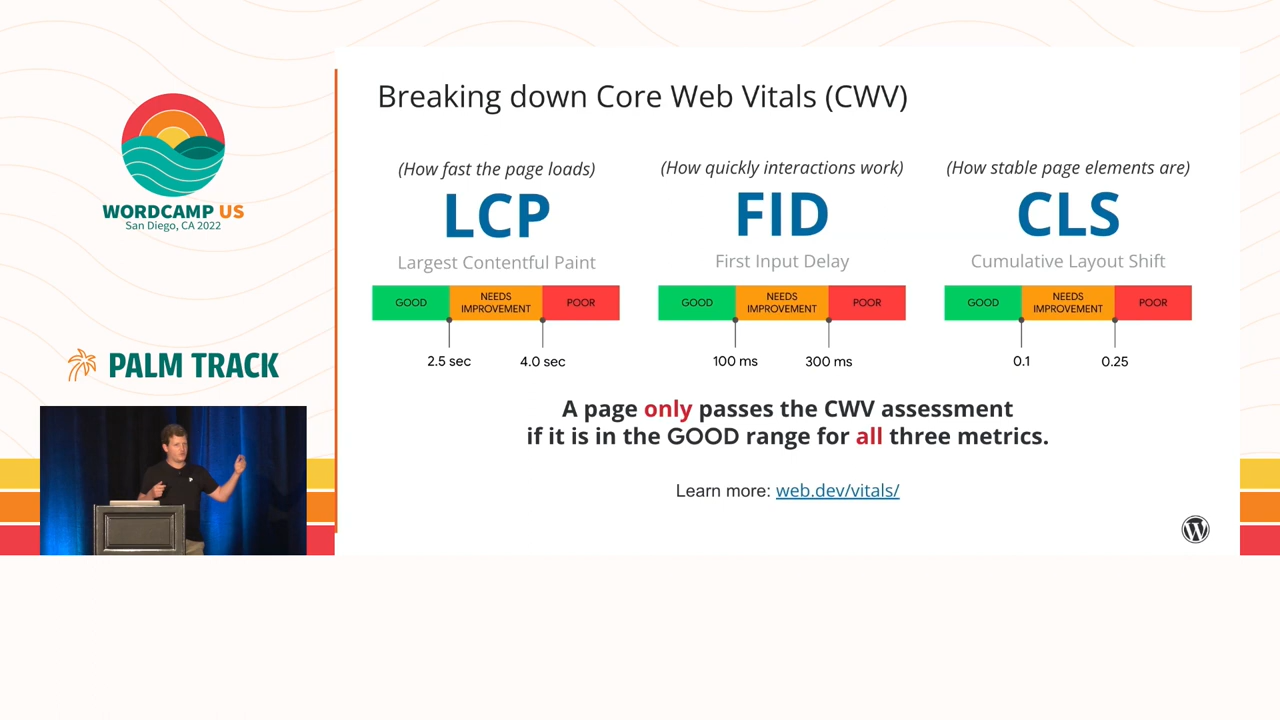 WORDCAMP US
San Diego, CA 2022
PALM TRACK
Breaking down Core Web Vitals (CWV)
(How fast the page loads)
LCP
Largest Contentful Paint
GOOD
NEEDS
IMPROVEMENT
POOR
2.5 sec
4.0 sec
(How quickly interactions work)
FID
First Input Delay
GOOD
NEEDS
IMPROVEMENT
POOR
100 ms
300 ms
(How stable page elements are)
CLS
Cumulative Layout Shift
GOOD
NEEDS
IMPROVEMENT
POOR
0.1
0.25
A page only passes the CWV assessment
if it is in the GOOD range for all three metrics.
Learn more: web.dev/vitals/